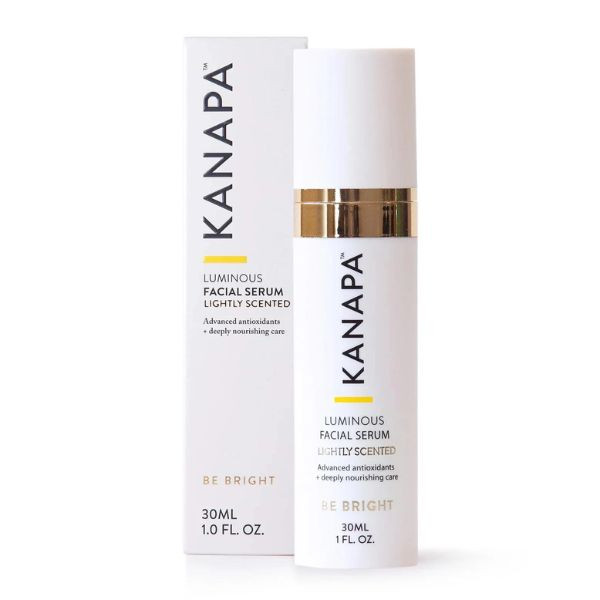 KANAPA™
LUMINOUS
FACIAL SERUM
LIGHTLY SCENTED
Advanced antioxidants
+ deeply nourishing care
BE BRIGHT
30ML
1.0 FL. OZ.
KANAPA™
LUMINOUS
FACIAL SERUM
LIGHTLY SCENTED
Advanced antioxidants
+ deeply nourishing care
BE BRIGHT
30ML
1 FL. OZ.